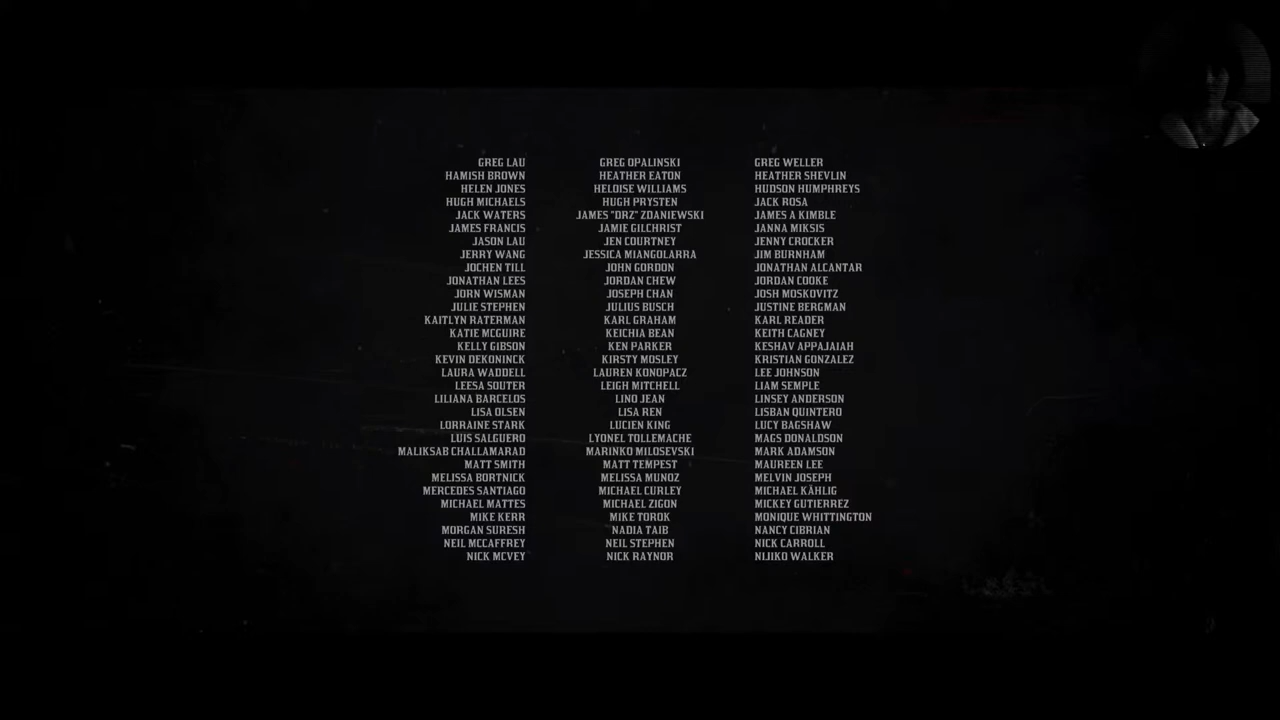 GREG LAU GREG OPALINSKI GREG WELLER
HAMISH BROWN HEATHER EATON HEATHER SHEVLIN
HELEN JONES HELOISE WILLIAMS HUDSON HUMPHREYS
HUGH MICHAELS HUGH PRYSTEN JACK ROSA
JACK WATERS JAMES "DRZ" ZDANIEWSKI JAMES A KIMBLE
JAMES FRANCIS JAMIE GILCHRIST JANNA MIKSIS
JASON LAU JEN COURTNEY JENNY CROCKER
JERRY WANG JESSICA MIANGOLARRA JIM BURNHAM
JOCHEN TILL JOHN GORDON JONATHAN ALCANTAR
JONATHAN LEES JORDAN CHEW JORDAN COOKE
JORN WISMAN JOSEPH CHAN JOSH MOSKOVITZ
JULIE STEPHEN JULIUS BUSCH JUSTINE BERGMAN
KAITLYN RATERMAN KARL GRAHAM KARL READER
KATIE MCGUIRE KEICHIA BEAN KEITH CAGNEY
KELLY GIBSON KEN PARKER KESHAV APPAJAIAH
KEVIN DEKONINCK KIRSTY MOSLEY KRISTIAN GONZALEZ
LAURA WADDELL LAUREN KONOPACZ LEE JOHNSON
LEESA SOUTER LEIGH MITCHELL LIAM SEMPLE
LILIANA BARCELOS LINO JEAN LINSEY ANDERSON
LISA OLSEN LISA REN LISBAN QUINTERO
LORRAINE STARK LUCIEN KING LUCY BAGSHAW
LUIS SALGUERO LYONEL TOLLEMACHE MAGS DONALDSON
MALIKSAB CHALLAMARAD MARINKO MILOSEVSKI MARK ADAMSON
MATT SMITH MATT TEMPEST MAUREEN LEE
MELISSA BORTNICK MELISSA MUNOZ MELVIN JOSEPH
MERCEDES SANTIAGO MICHAEL CURLEY MICHAEL KÄHLIG
MICHAEL MATTES MICHAEL ZIGON MICKEY GUTIERREZ
MIKE KERR MIKE TOROK MONIQUE WHITTINGTON
MORGAN SURESH NADIA TAIB NANCY CIBRIAN
NEIL MCCAFFREY NEIL STEPHEN NICK CARROLL
NICK MCVEY NICK RAYNOR NIJIKO WALKER